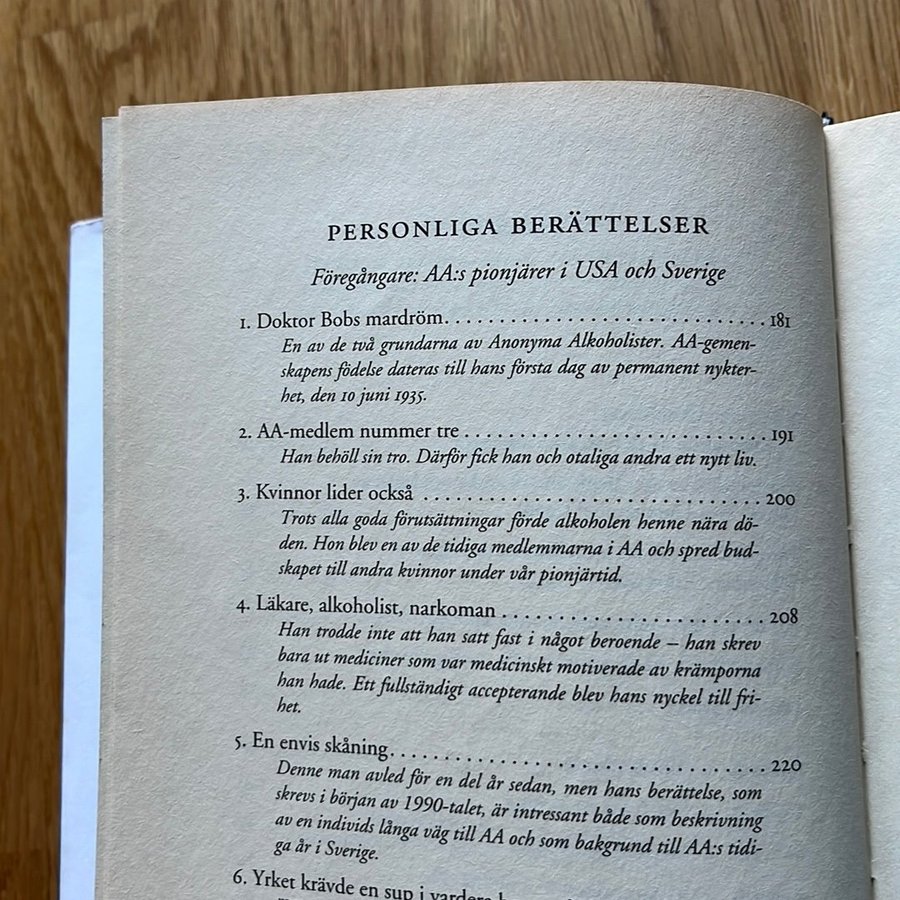 PERSONLIGA BERÄTTELSER
Föregångare: AA:s pionjärer i USA och Sverige
1. Doktor Bobs mardröm. . . . . . . . . . . . . . . . . . . . . . . . . . . . . 181
En av de två grundarna av Anonyma Alkoholister. AA-gemen-
skapens födelse dateras till hans första dag av permanent nykter-
het, den 10 juni 1935.
2. AA-medlem nummer tre . . . . . . . . . . . . . . . . . . . . . . . . . . . 191
Han behöll sin tro. Därför fick han och otaliga andra ett nytt liv.
3. Kvinnor lider också . . . . . . . . . . . . . . . . . . . . . . . . . . . . . . . 200
Trots alla goda förutsättningar förde alkoholen henne nära dö-
den. Hon blev en av de tidiga medlemmarna i AA och spred bud-
skapet till andra kvinnor under vår pionjärtid.
4. Läkare, alkoholist, narkoman . . . . . . . . . . . . . . . . . . . . . . . . 208
Han trodde inte att han satt fast i något beroende – han skrev
bara ut mediciner som var medicinskt motiverade av krämporna
han hade. Ett fullständigt accepterande blev hans nyckel till fri-
het.
5. En envis skåning. . . . . . . . . . . . . . . . . . . . . . . . . . . . . . . . . . 220
Denne man avled för en del år sedan, men hans berättelse, som
skrevs i början av 1990-talet, är intressant både som beskrivning
av en individs långa väg till AA och som bakgrund till AA:s tidi-
ga år i Sverige.
6. Yrket krävde en sup i vardera